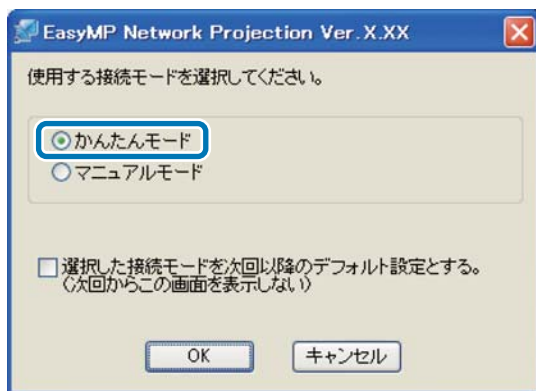 EasyMP Network Projection Ver.X.XX
使用する接続モードを選択してください。
かんたんモード
マニュアルモード
選択した接続モードを次回以降のデフォルト設定とする。
(次回からこの画面を表示しない)
OK
キャンセル